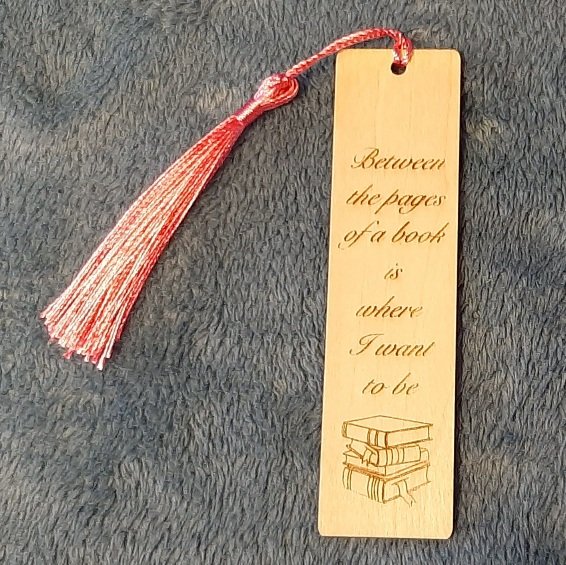 Between
the pages
of a book
is
where
I want
to be